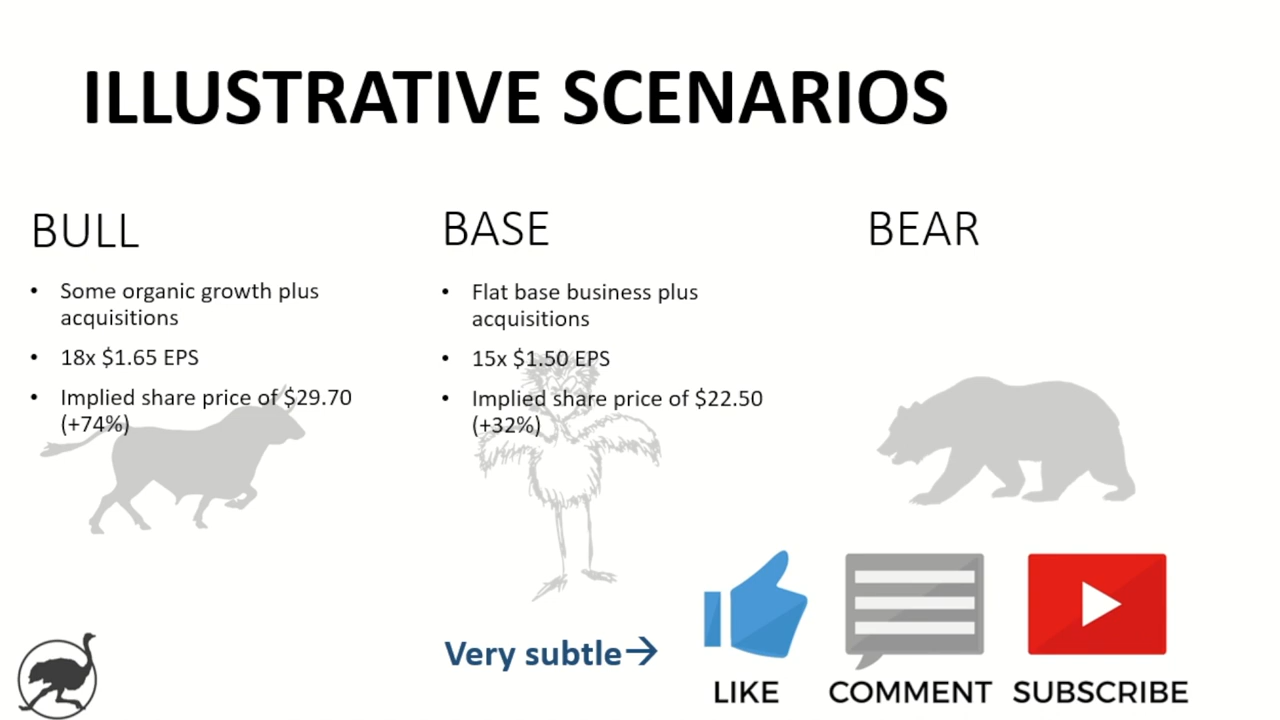 ILLUSTRATIVE SCENARIOS
BULL
• Some organic growth plus
acquisitions
• 18x $1.65 EPS
• Implied share price of $29.70
(+74%)
BASE
• Flat base business plus
acquisitions
• 15x $1.50 EPS
• Implied share price of $22.50
(+32%)
BEAR
Very subtle→
LIKE
COMMENT
SUBSCRIBE